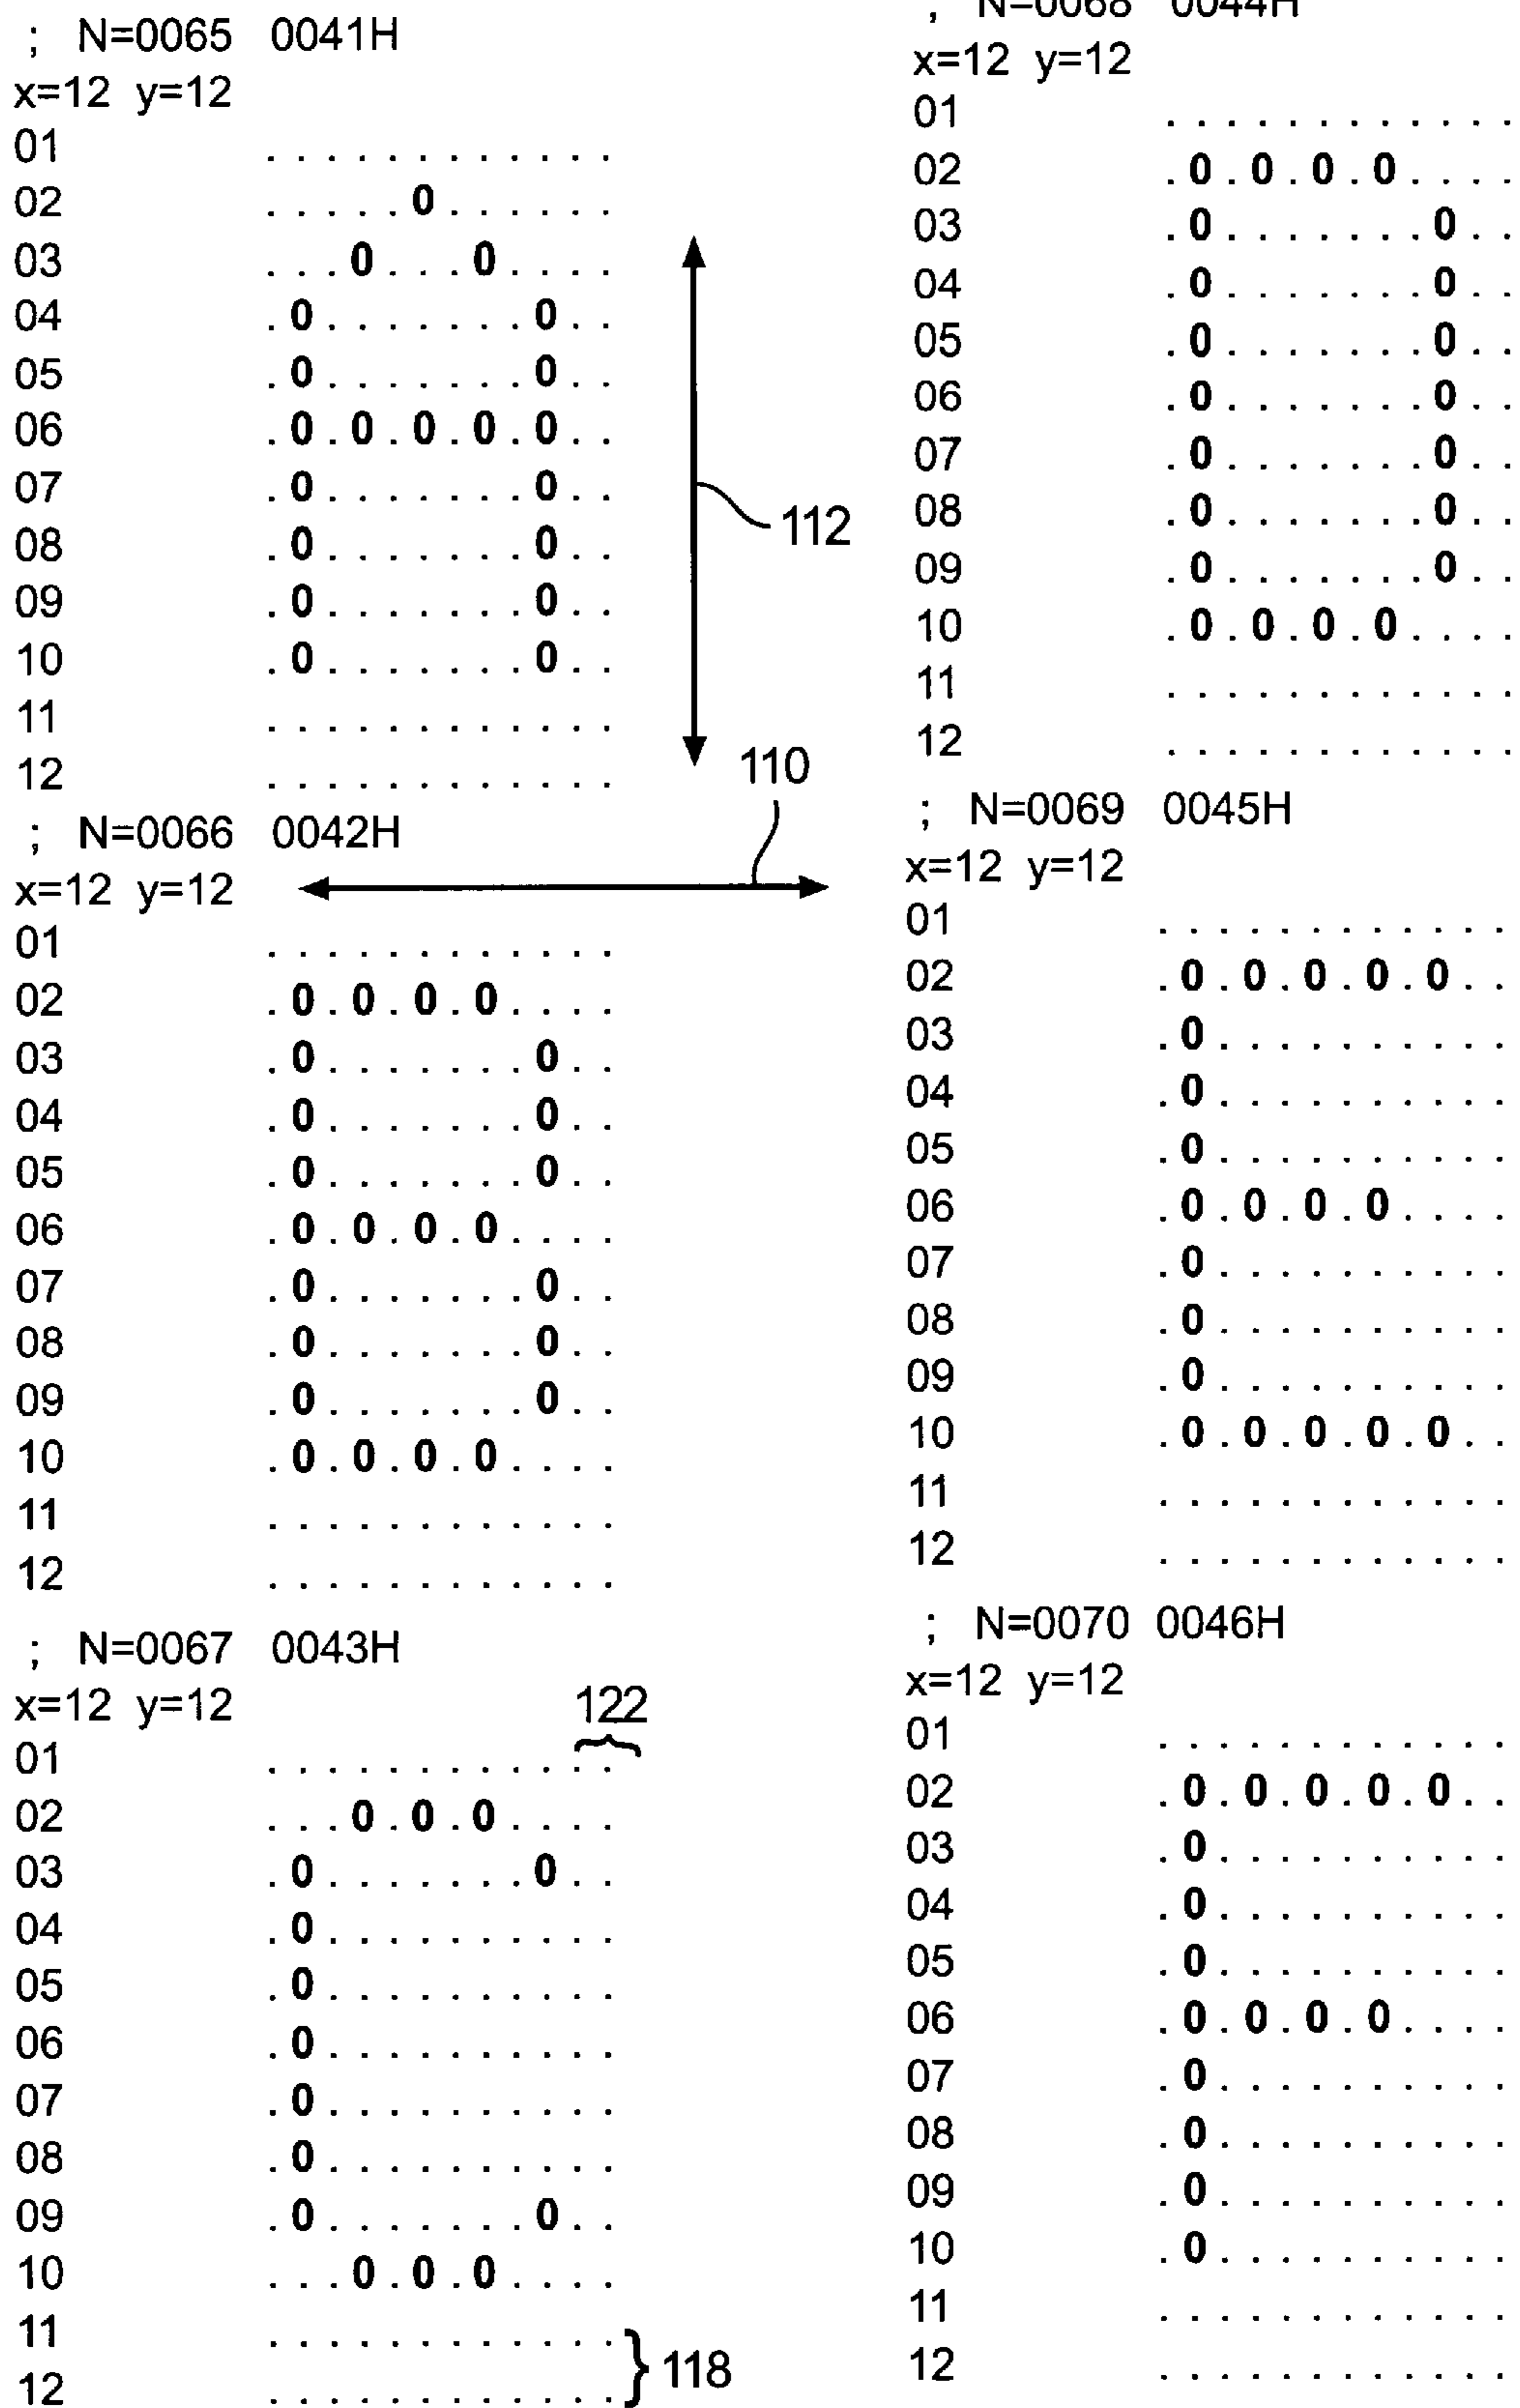 ; N=0065 0041H
x=12 y=12
01 . . . . . . . . . . . .
02 . . . . . 0 . . . . . .
03 . . . 0 . . . 0 . . . .
04 . 0 . . . . . . . 0 . .
05 . 0 . . . . . . . 0 . .
06 . 0 . 0 . 0 . 0 . 0 . .
07 . 0 . . . . . . . 0 . .
08 . 0 . . . . . . . 0 . .
09 . 0 . . . . . . . 0 . .
10 . 0 . . . . . . . 0 . .
11 . . . . . . . . . . . .
12 . . . . . . . . . . . .
112
110
; N=0066 0042H
x=12 y=12
01 . . . . . . . . . . . .
02 . 0 . 0 . 0 . 0 . . . .
03 . 0 . . . . . . . 0 . .
04 . 0 . . . . . . . 0 . .
05 . 0 . . . . . . . 0 . .
06 . 0 . 0 . 0 . 0 . . . .
07 . 0 . . . . . . . 0 . .
08 . 0 . . . . . . . 0 . .
09 . 0 . . . . . . . 0 . .
10 . 0 . 0 . 0 . 0 . . . .
11 . . . . . . . . . . . .
12 . . . . . . . . . . . .
; N=0067 0043H
x=12 y=12
122
01 . . . . . . . . . . . .
02 . . . 0 . 0 . 0 . . . .
03 . 0 . . . . . . . 0 . .
04 . 0 . . . . . . . . . .
05 . 0 . . . . . . . . . .
06 . 0 . . . . . . . . . .
07 . 0 . . . . . . . . . .
08 . 0 . . . . . . . . . .
09 . 0 . . . . . . . 0 . .
10 . . . 0 . 0 . 0 . . . .
11 . . . . . . . . . . . .
12 . . . . . . . . . . . .
} 118
; N=0068 0044H
x=12 y=12
01 . . . . . . . . . . . .
02 . 0 . 0 . 0 . 0 . . . .
03 . 0 . . . . . . . 0 . .
04 . 0 . . . . . . . 0 . .
05 . 0 . . . . . . . 0 . .
06 . 0 . . . . . . . 0 . .
07 . 0 . . . . . . . 0 . .
08 . 0 . . . . . . . 0 . .
09 . 0 . . . . . . . 0 . .
10 . 0 . 0 . 0 . 0 . . . .
11 . . . . . . . . . . . .
12 . . . . . . . . . . . .
; N=0069 0045H
x=12 y=12
01 . . . . . . . . . . . .
02 . 0 . 0 . 0 . 0 . 0 . .
03 . 0 . . . . . . . . . .
04 . 0 . . . . . . . . . .
05 . 0 . . . . . . . . . .
06 . 0 . 0 . 0 . 0 . . . .
07 . 0 . . . . . . . . . .
08 . 0 . . . . . . . . . .
09 . 0 . . . . . . . . . .
10 . 0 . 0 . 0 . 0 . 0 . .
11 . . . . . . . . . . . .
12 . . . . . . . . . . . .
; N=0070 0046H
x=12 y=12
01 . . . . . . . . . . . .
02 . 0 . 0 . 0 . 0 . 0 . .
03 . 0 . . . . . . . . . .
04 . 0 . . . . . . . . . .
05 . 0 . . . . . . . . . .
06 . 0 . 0 . 0 . 0 . . . .
07 . 0 . . . . . . . . . .
08 . 0 . . . . . . . . . .
09 . 0 . . . . . . . . . .
10 . 0 . . . . . . . . . .
11 . . . . . . . . . . . .
12 . . . . . . . . . . . .